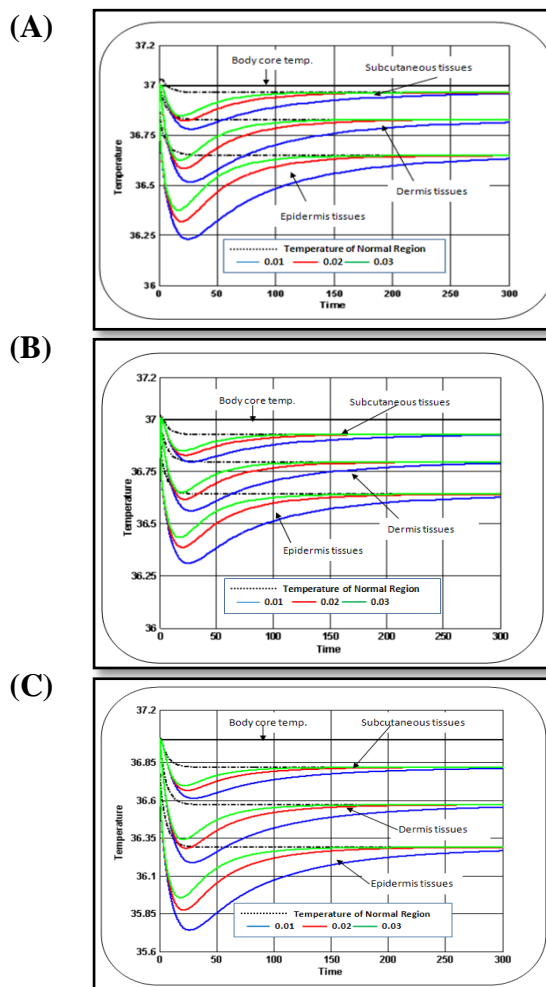 (A)
37.2
Body core temp.
Subcutaneous tissues
37
36.75
Temperature
36.5
Dermis tissues
Epidermis tissues
36.25
Temperature of Normal Region
0.01 0.02 0.03
36
0 50 100 150 200 250 300
Time
(B)
37.2
Body core temp.
Subcutaneous tissues
37
36.75
Temperature
36.5
Dermis tissues
Epidermis tissues
36.25
Temperature of Normal Region
0.01 0.02 0.03
36
0 50 100 150 200 250 300
Time
(C)
37.2
Body core temp.
Subcutaneous tissues
36.85
36.6
Temperature
Dermis tissues
36.35
36.1
Epidermis tissues
35.85
Temperature of Normal Region
0.01 0.02 0.03
35.6
0 50 100 150 200 250 300
Time